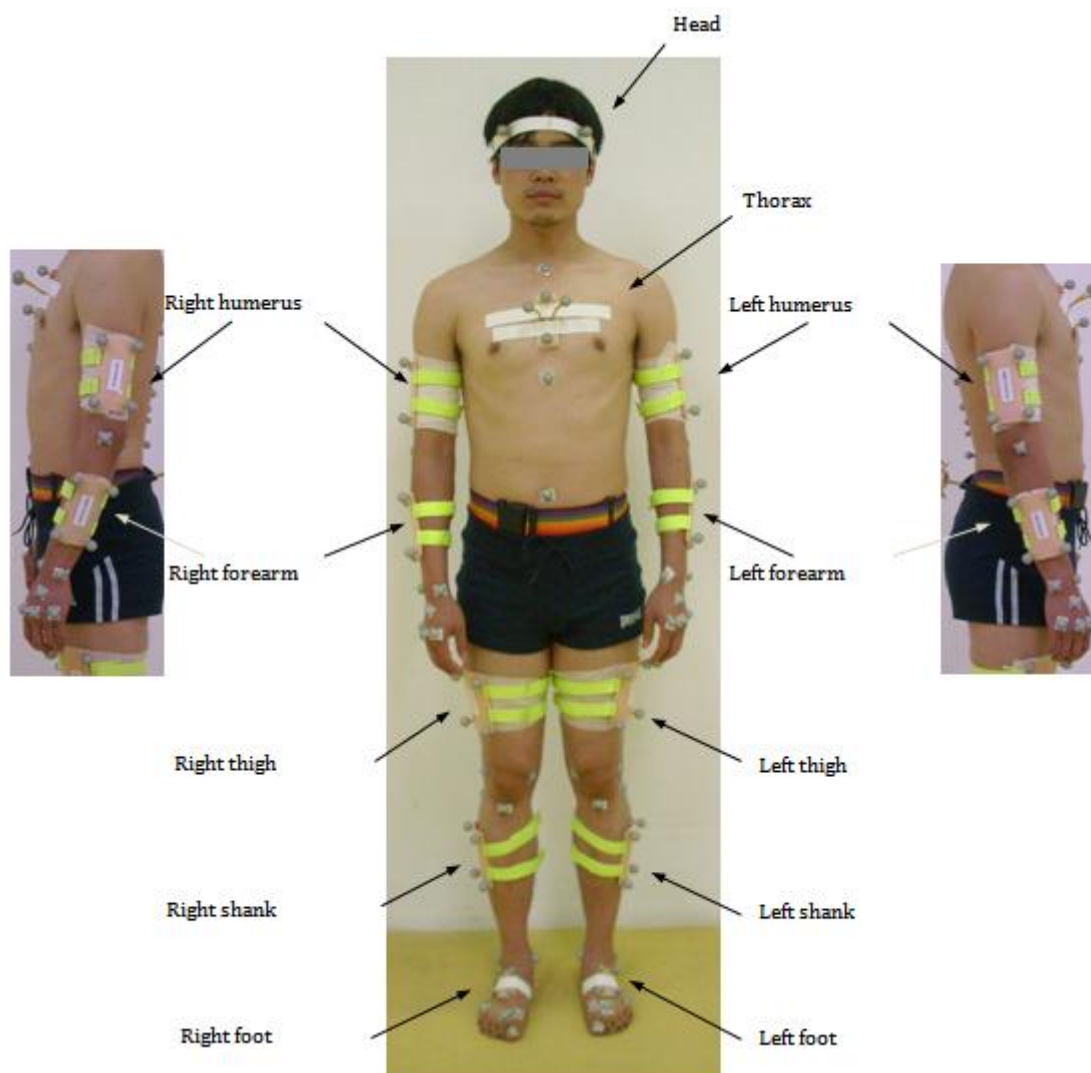 Head
Thorax
Right humerus
Left humerus
Right forearm
Left forearm
Right thigh
Left thigh
Right shank
Left shank
Right foot
Left foot